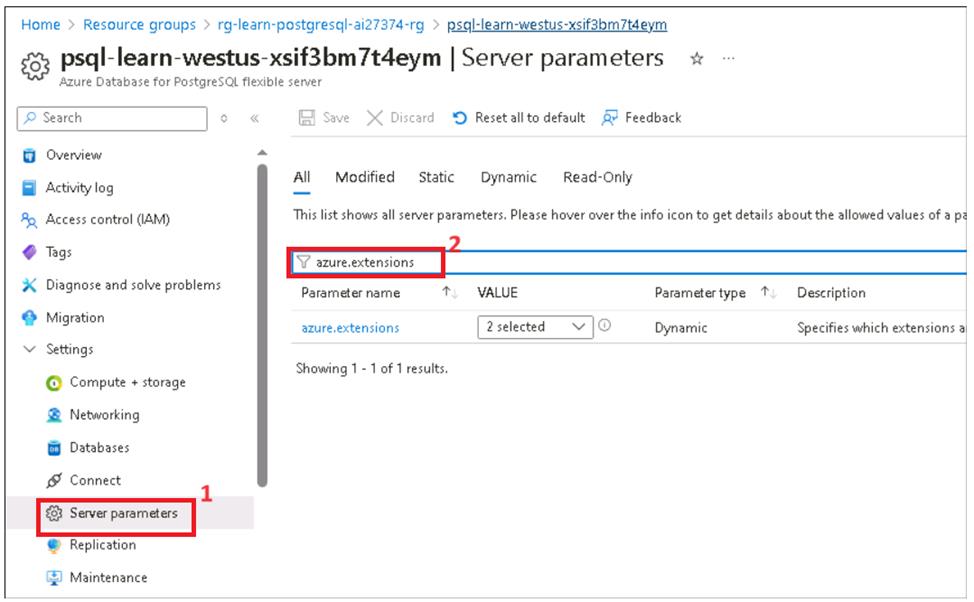 Home > Resource groups > rg-learn-postgresql-ai27374-rg > psql-learn-westus-xsif3bm7t4eym
psql-learn-westus-xsif3bm7t4eym | Server parameters
Azure Database for PostgreSQL flexible server
Search
Save Discard Reset all to default Feedback
Overview
Activity log
Access control (IAM)
Tags
Diagnose and solve problems
Migration
Settings
Compute + storage
Networking
Databases
Connect
Server parameters
1
Replication
Maintenance
All Modified Static Dynamic Read-Only
This list shows all server parameters. Please hover over the info icon to get details about the allowed values of a pa
2
azure.extensions
Parameter name VALUE Parameter type Description
azure.extensions 2 selected Dynamic Specifies which extensions a
Showing 1 - 1 of 1 results.